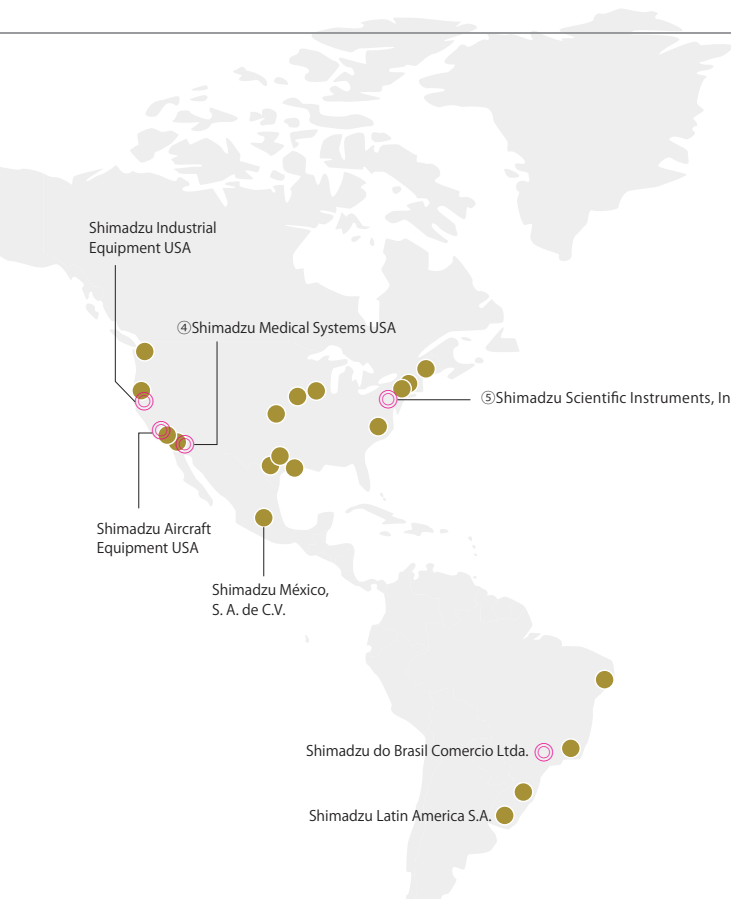 Shimadzu Industrial
Equipment USA
④Shimadzu Medical Systems USA
⑤Shimadzu Scientific Instruments, In
Shimadzu Aircraft
Equipment USA
Shimadzu México,
S. A. de C.V.
Shimadzu do Brasil Comercio Ltda.
Shimadzu Latin America S.A.